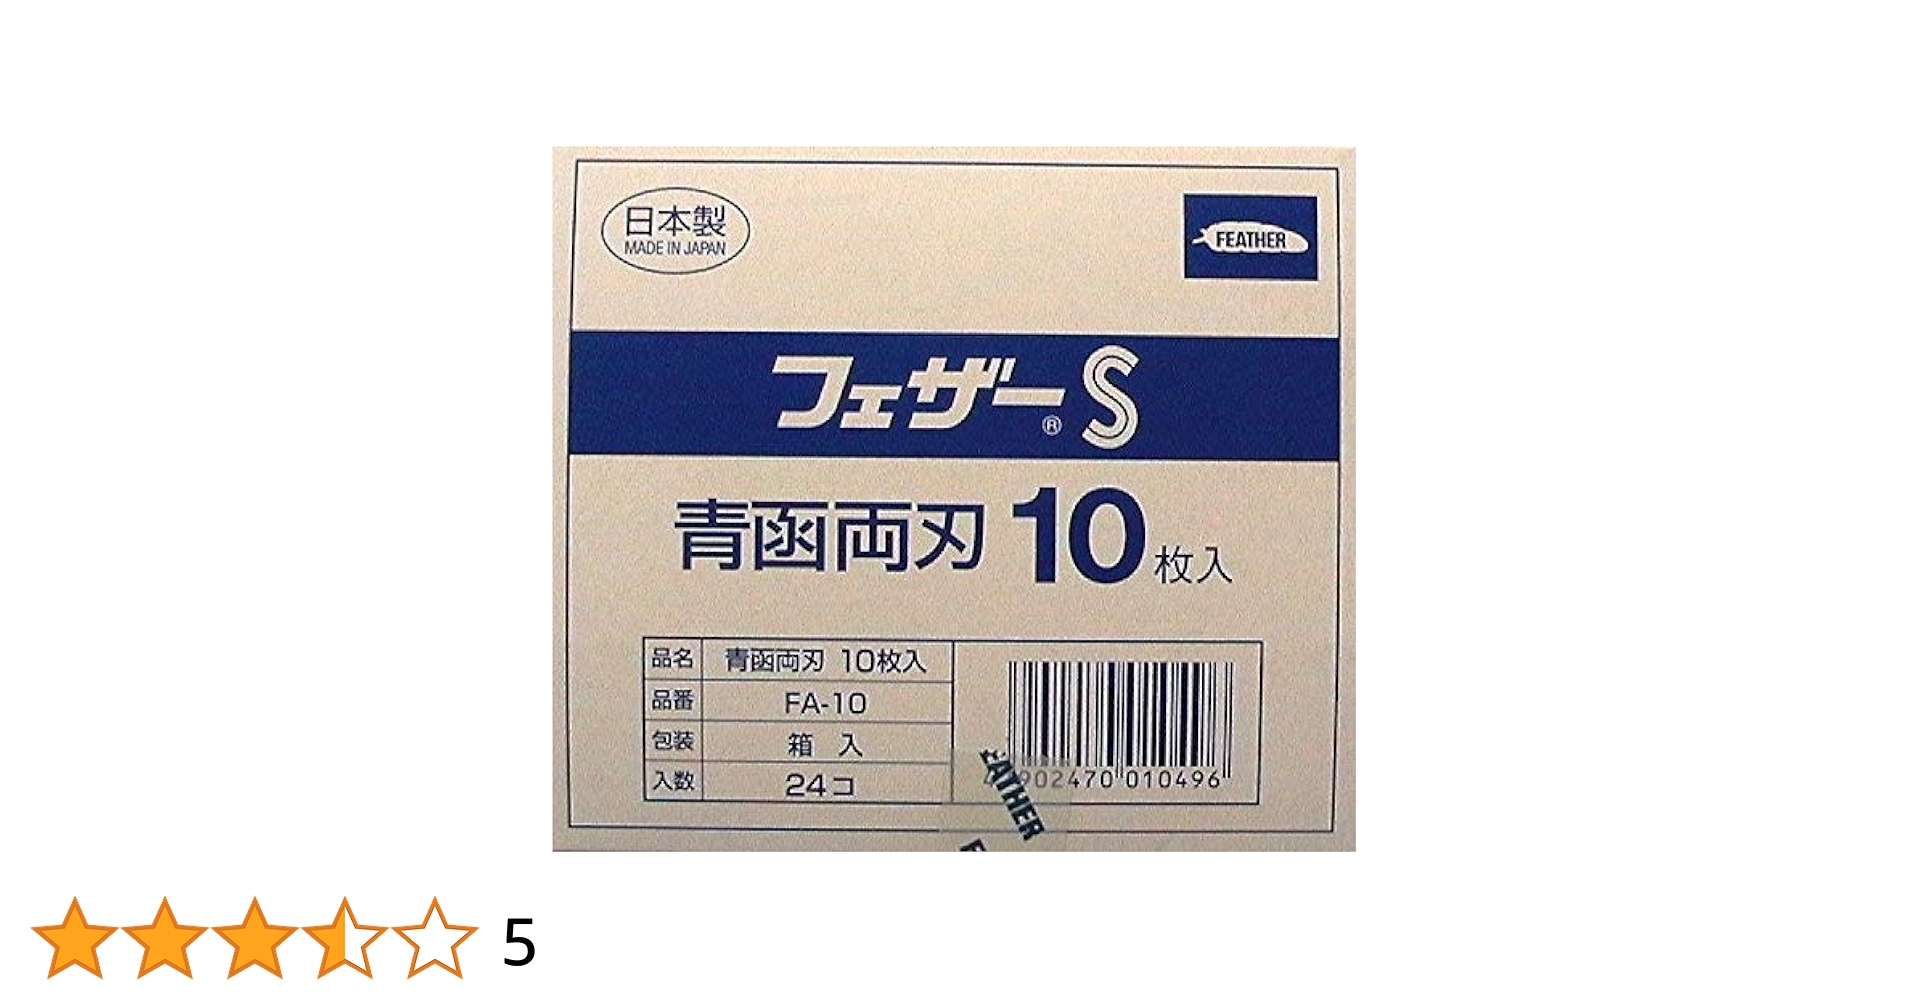 日本製
MADE IN JAPAN
FEATHER
フェザー® S
青函両刃 10枚入
品名 青函両刃 10枚入
品番 FA-10
包装 箱 入
入数 24コ
902470 010496
FEATHER
5